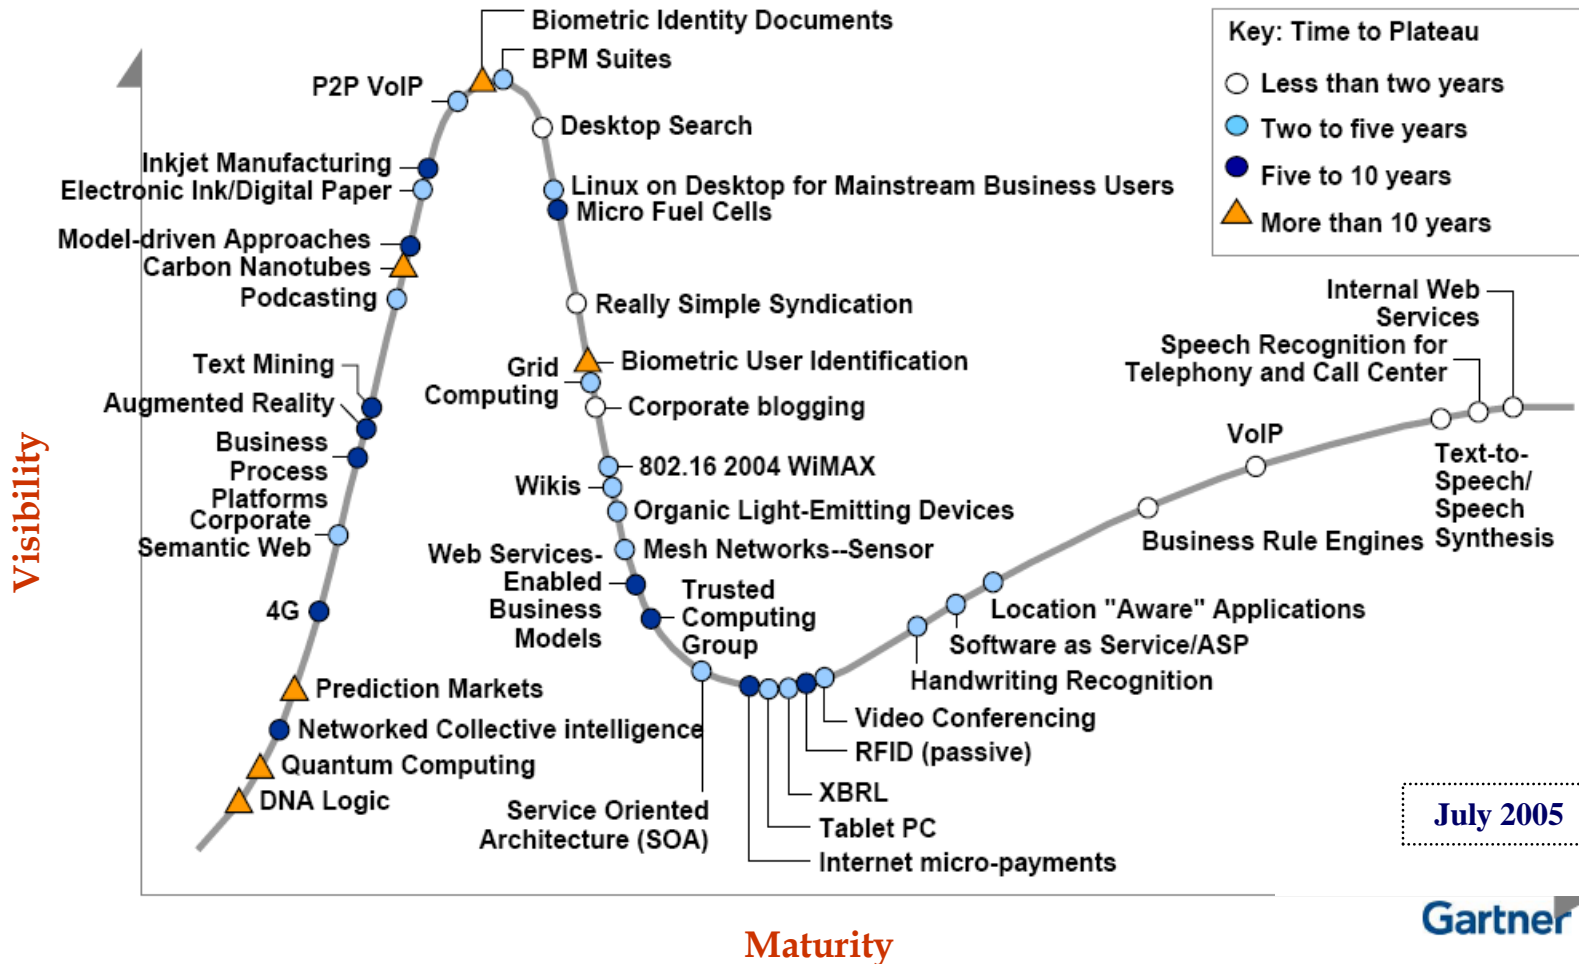 Biometric Identity Documents
BPM Suites
P2P VoIP
Desktop Search
Inkjet Manufacturing
Electronic Ink/Digital Paper
Linux on Desktop for Mainstream Business Users
Micro Fuel Cells
Model-driven Approaches
Carbon Nanotubes
Podcasting
Really Simple Syndication
Text Mining
Augmented Reality
Business
Process
Platforms
Corporate
Semantic Web
Biometric User Identification
Grid
Computing
Corporate blogging
802.16 2004 WiMAX
Wikis
Organic Light-Emitting Devices
Mesh Networks--Sensor
Web Services-
Enabled
Business
Models
Trusted
Computing
Group
4G
Prediction Markets
Networked Collective intelligence
Quantum Computing
DNA Logic
Service Oriented
Architecture (SOA)
Video Conferencing
RFID (passive)
XBRL
Tablet PC
Internet micro-payments
Location "Aware" Applications
Software as Service/ASP
Handwriting Recognition
Business Rule Engines
VoIP
Text-to-
Speech/
Speech
Synthesis
Speech Recognition for
Telephony and Call Center
Internal Web
Services
Key: Time to Plateau
Less than two years
Two to five years
Five to 10 years
More than 10 years
Visibility
Maturity
July 2005
Gartner